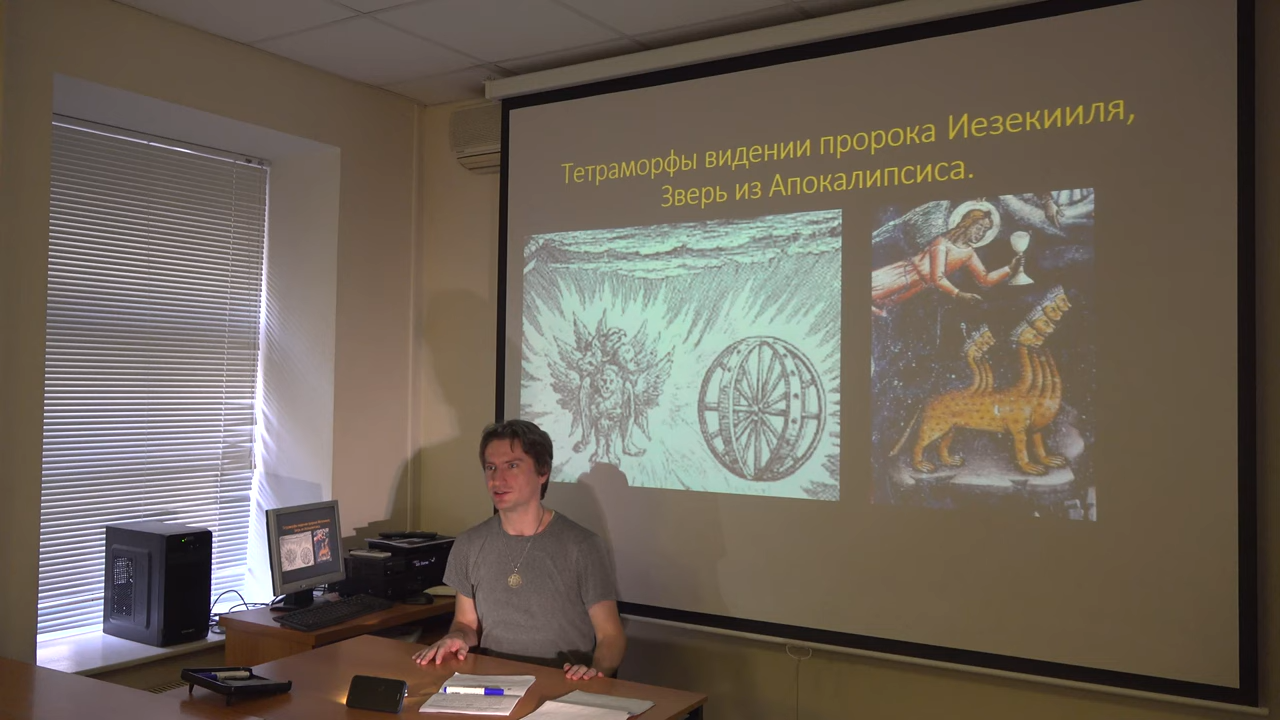 Тетраморфы видении пророка Иезекииля,
Зверь из Апокалипсиса.